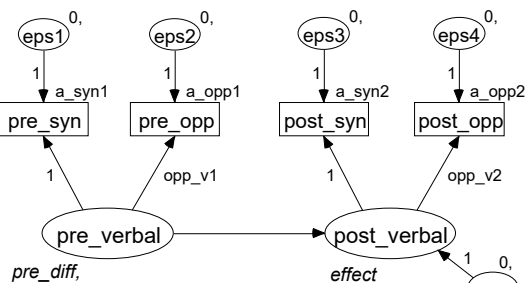 0, 0, 0, 0,
eps1 eps2 eps3 eps4
1 1 1 1
a_syn1 a_opp1 a_syn2 a_opp2
pre_syn pre_opp post_syn post_opp
1 opp_v1 1 opp_v2
pre_verbal post_verbal
1 0,
pre_diff, effect